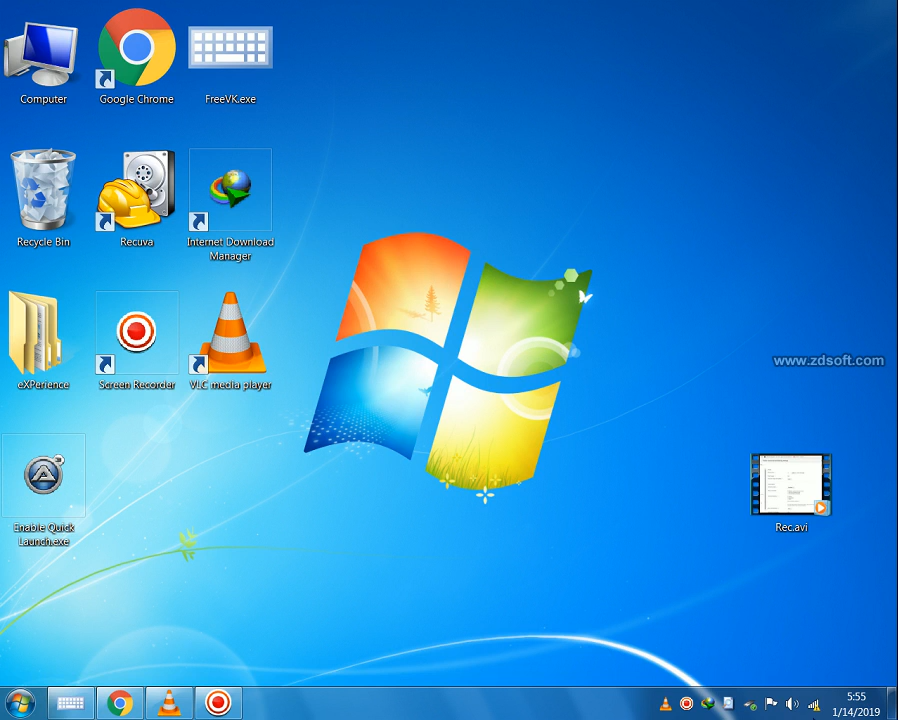 Computer
Google Chrome
FreeVK.exe
Recycle Bin
Recuva
Internet Download
Manager
eXPerience
Screen Recorder
VLC media player
www.zdsoft.com
Enable Quick
Launch.exe
Rec.avi
5:55
1/14/2019